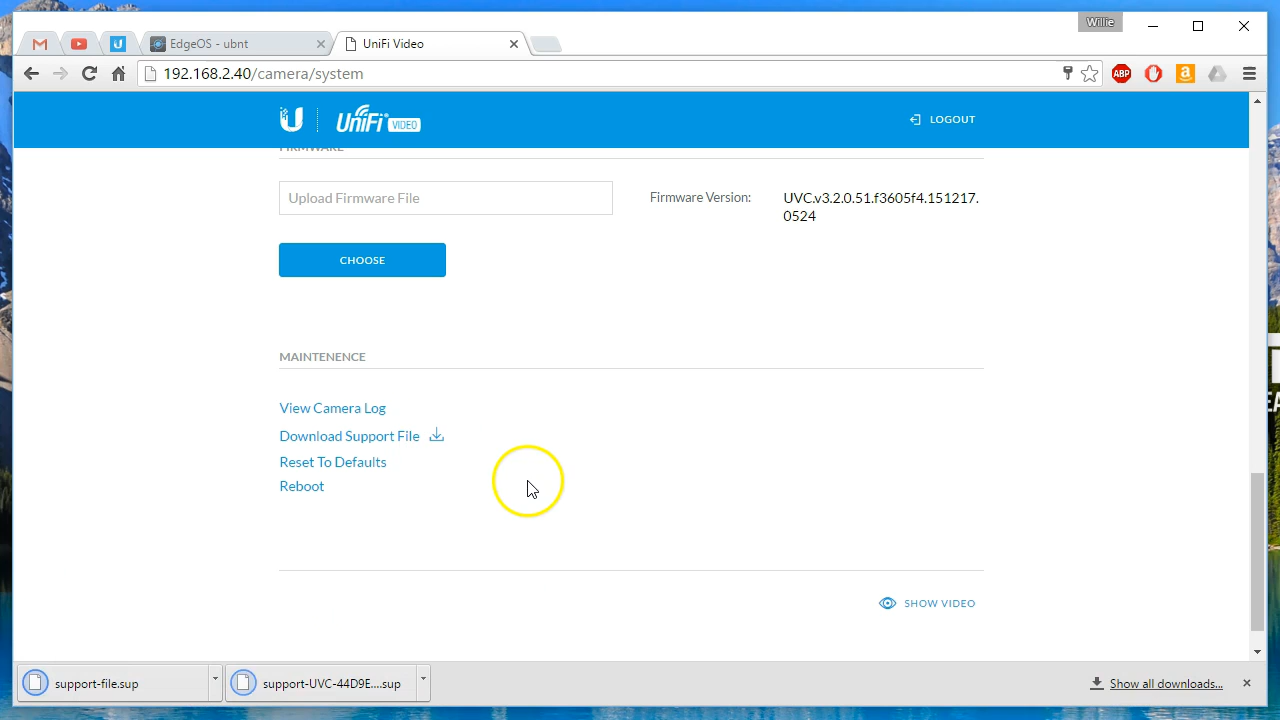 Willie
EdgeOS - ubnt
UniFi Video
192.168.2.40/camera/system
ABP
a
U
UniFi VIDEO
LOGOUT
FIRMWARE
Upload Firmware File
Firmware Version:
UVC.v3.2.0.51.f3605f4.151217.
0524
CHOOSE
MAINTENENCE
View Camera Log
Download Support File
Reset To Defaults
Reboot
SHOW VIDEO
support-file.sup
support-UVC-44D9E....sup
Show all downloads...